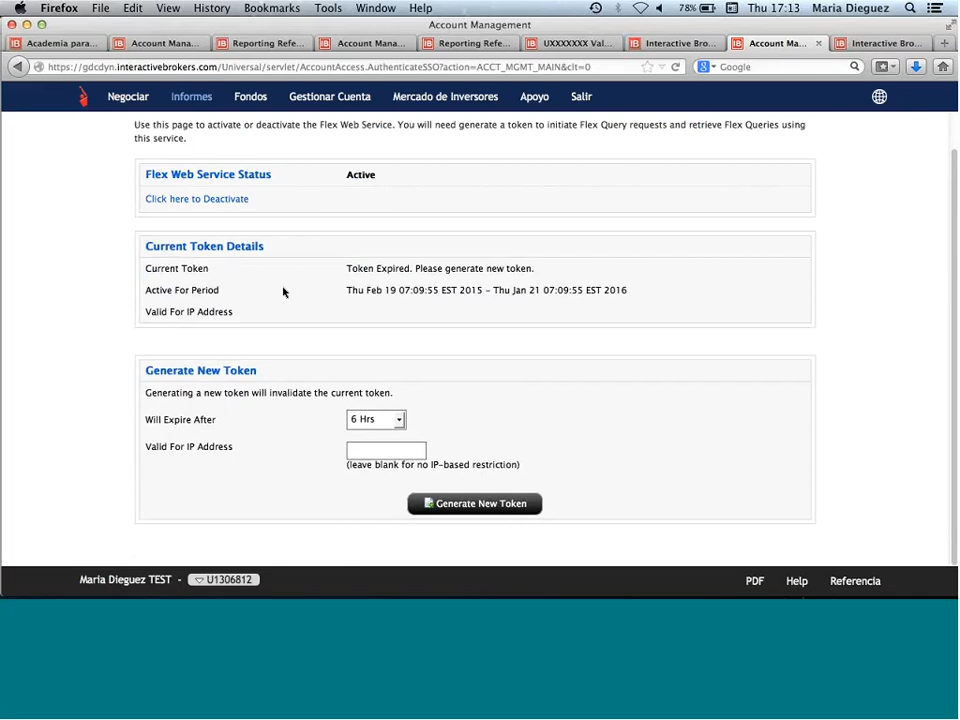 Firefox File Edit View History Bookmarks Tools Window Help 78% Thu 17:13 Maria Dieguez
Account Management
Academia para... Account Mana... Reporting Refe... Account Mana... Reporting Refe... UXXXXXXX Val... Interactive Bro... Account Ma... × Interactive Bro... +
https://gdcdyn.interactivebrokers.com/Universal/servlet/AccountAccess.AuthenticateSSO?action=ACCT_MGMT_MAIN&clt=0 Google
Negociar Informes Fondos Gestionar Cuenta Mercado de Inversores Apoyo Salir
Use this page to activate or deactivate the Flex Web Service. You will need generate a token to initiate Flex Query requests and retrieve Flex Queries using
this service.
Flex Web Service Status Active
Click here to Deactivate
Current Token Details
Current Token Token Expired. Please generate new token.
Active For Period Thu Feb 19 07:09:55 EST 2015 - Thu Jan 21 07:09:55 EST 2016
Valid For IP Address
Generate New Token
Generating a new token will invalidate the current token.
Will Expire After 6 Hrs
Valid For IP Address
(leave blank for no IP-based restriction)
Generate New Token
Maria Dieguez TEST - U1306812 PDF Help Referencia